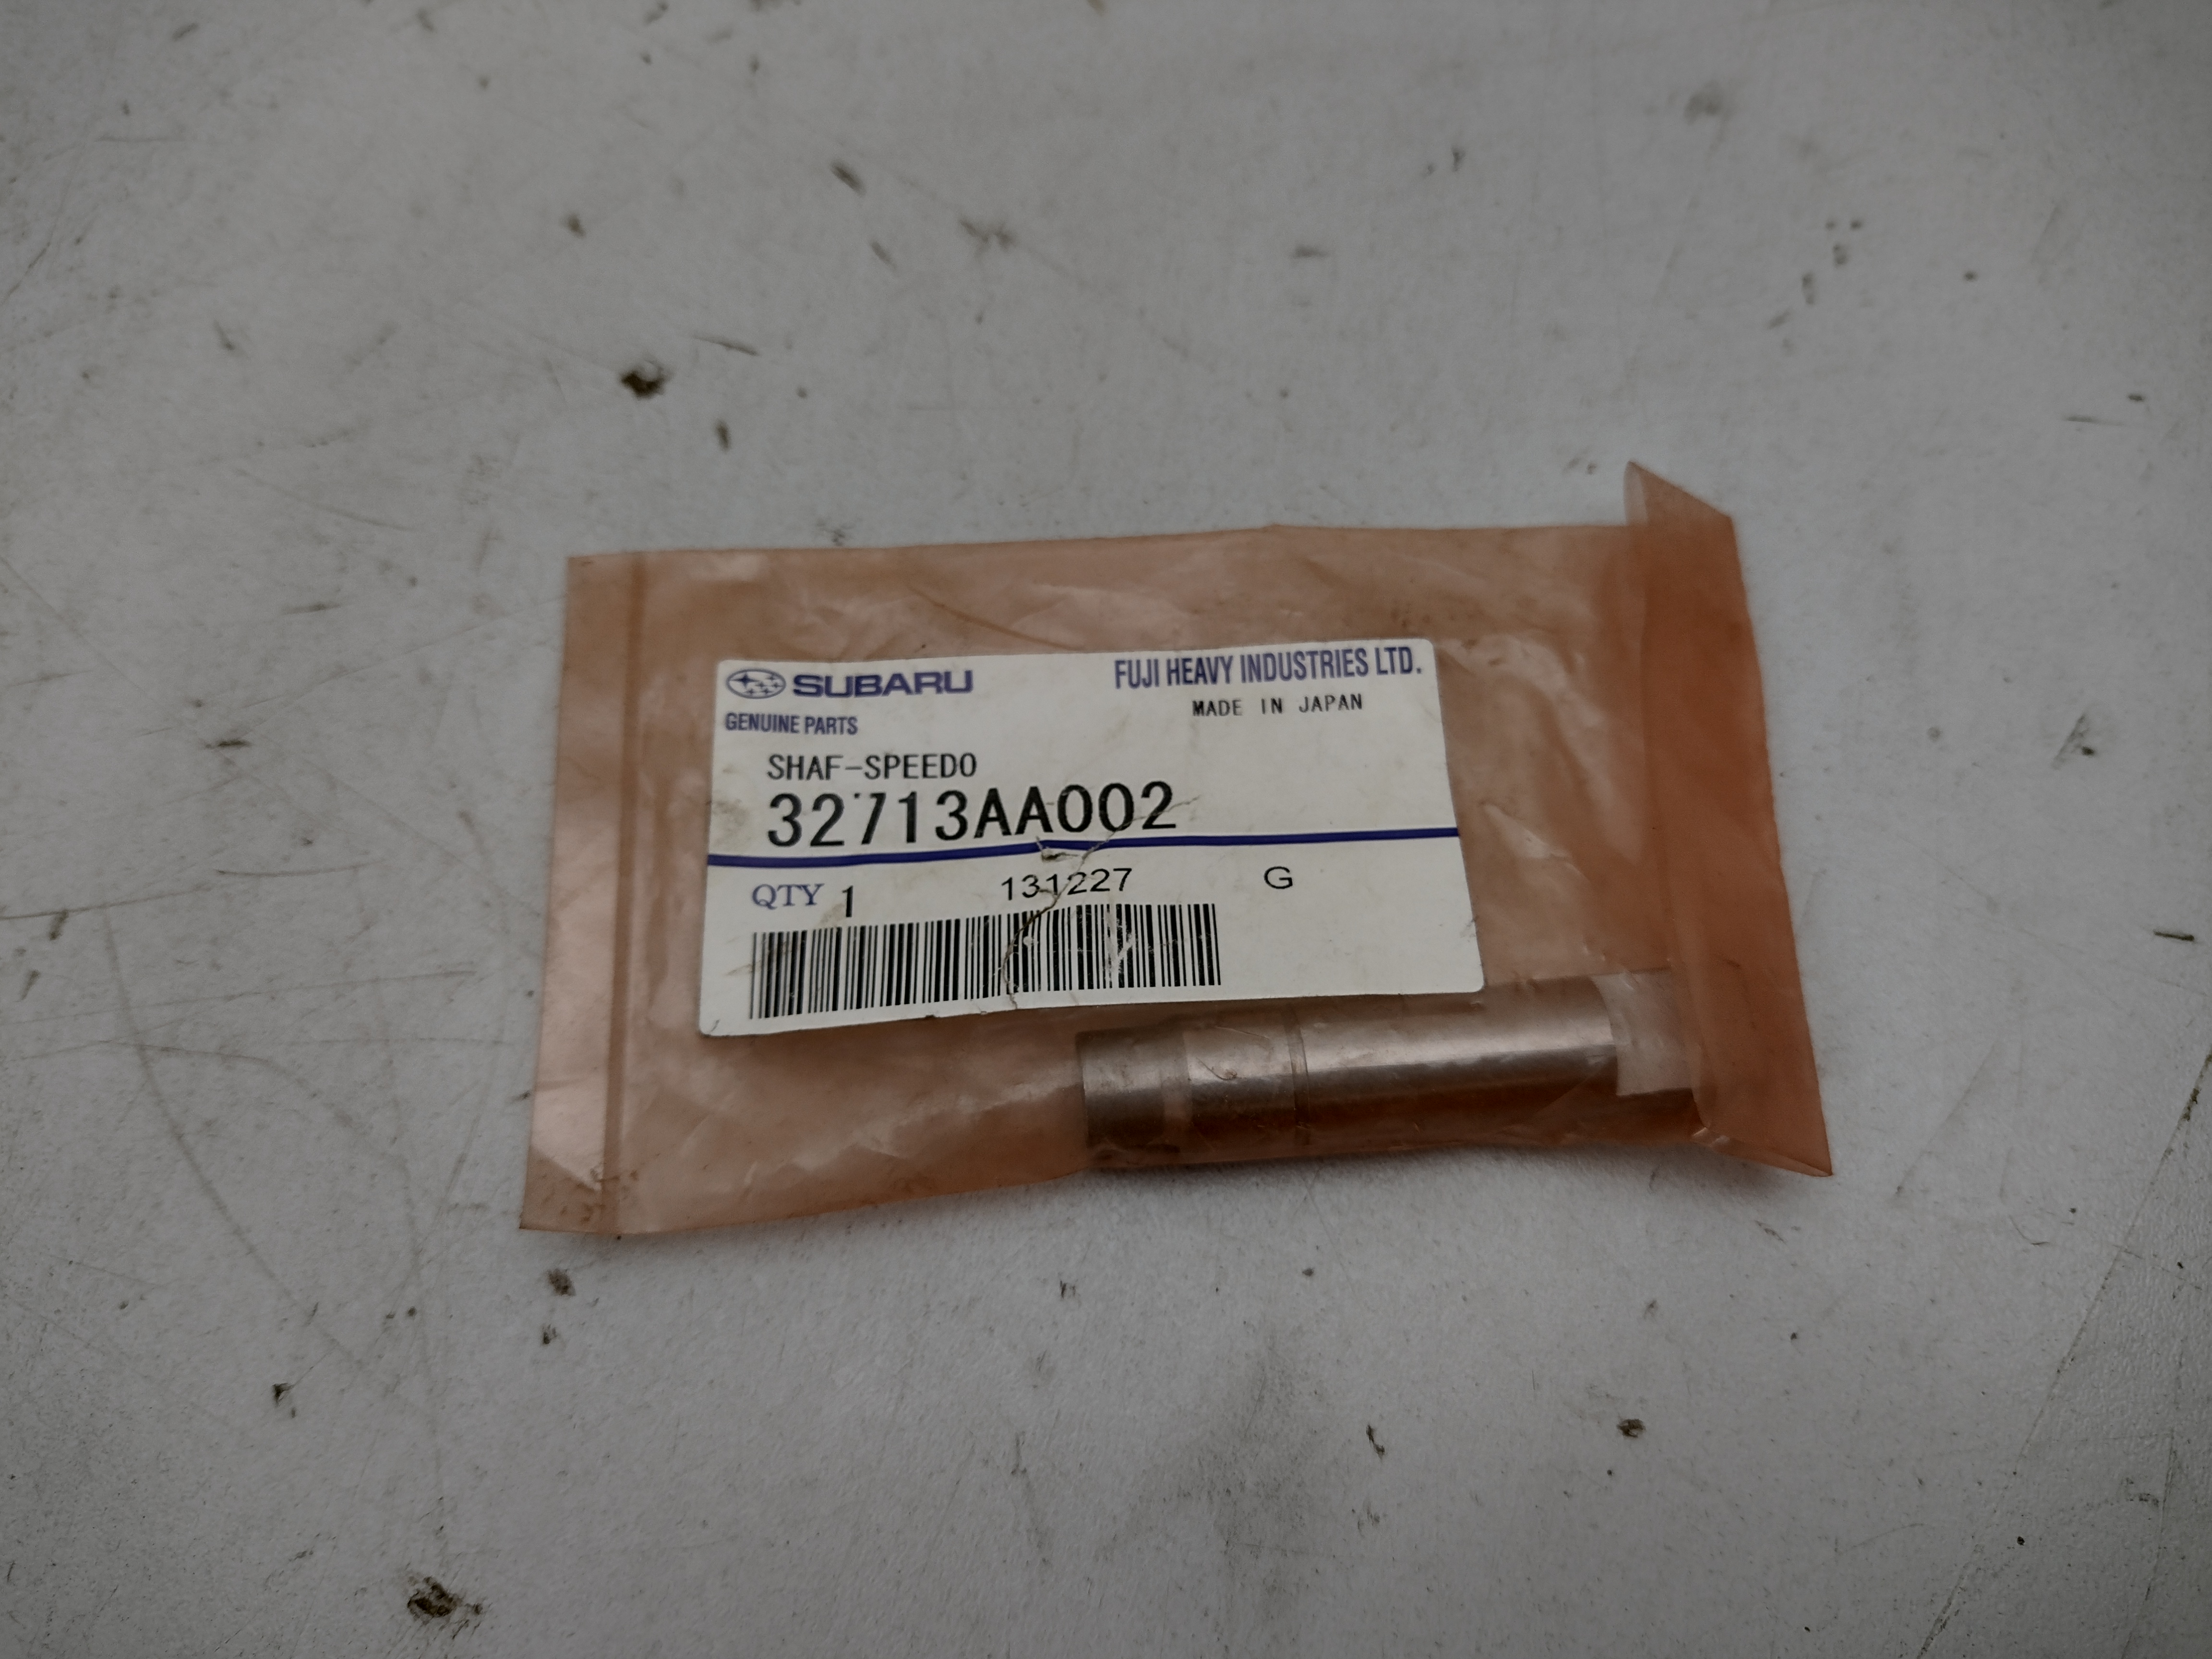 SUBARU
FUJI HEAVY INDUSTRIES LTD.
GENUINE PARTS
MADE IN JAPAN
SHAF-SPEEDO
32713AA002
QTY 1 131227 G